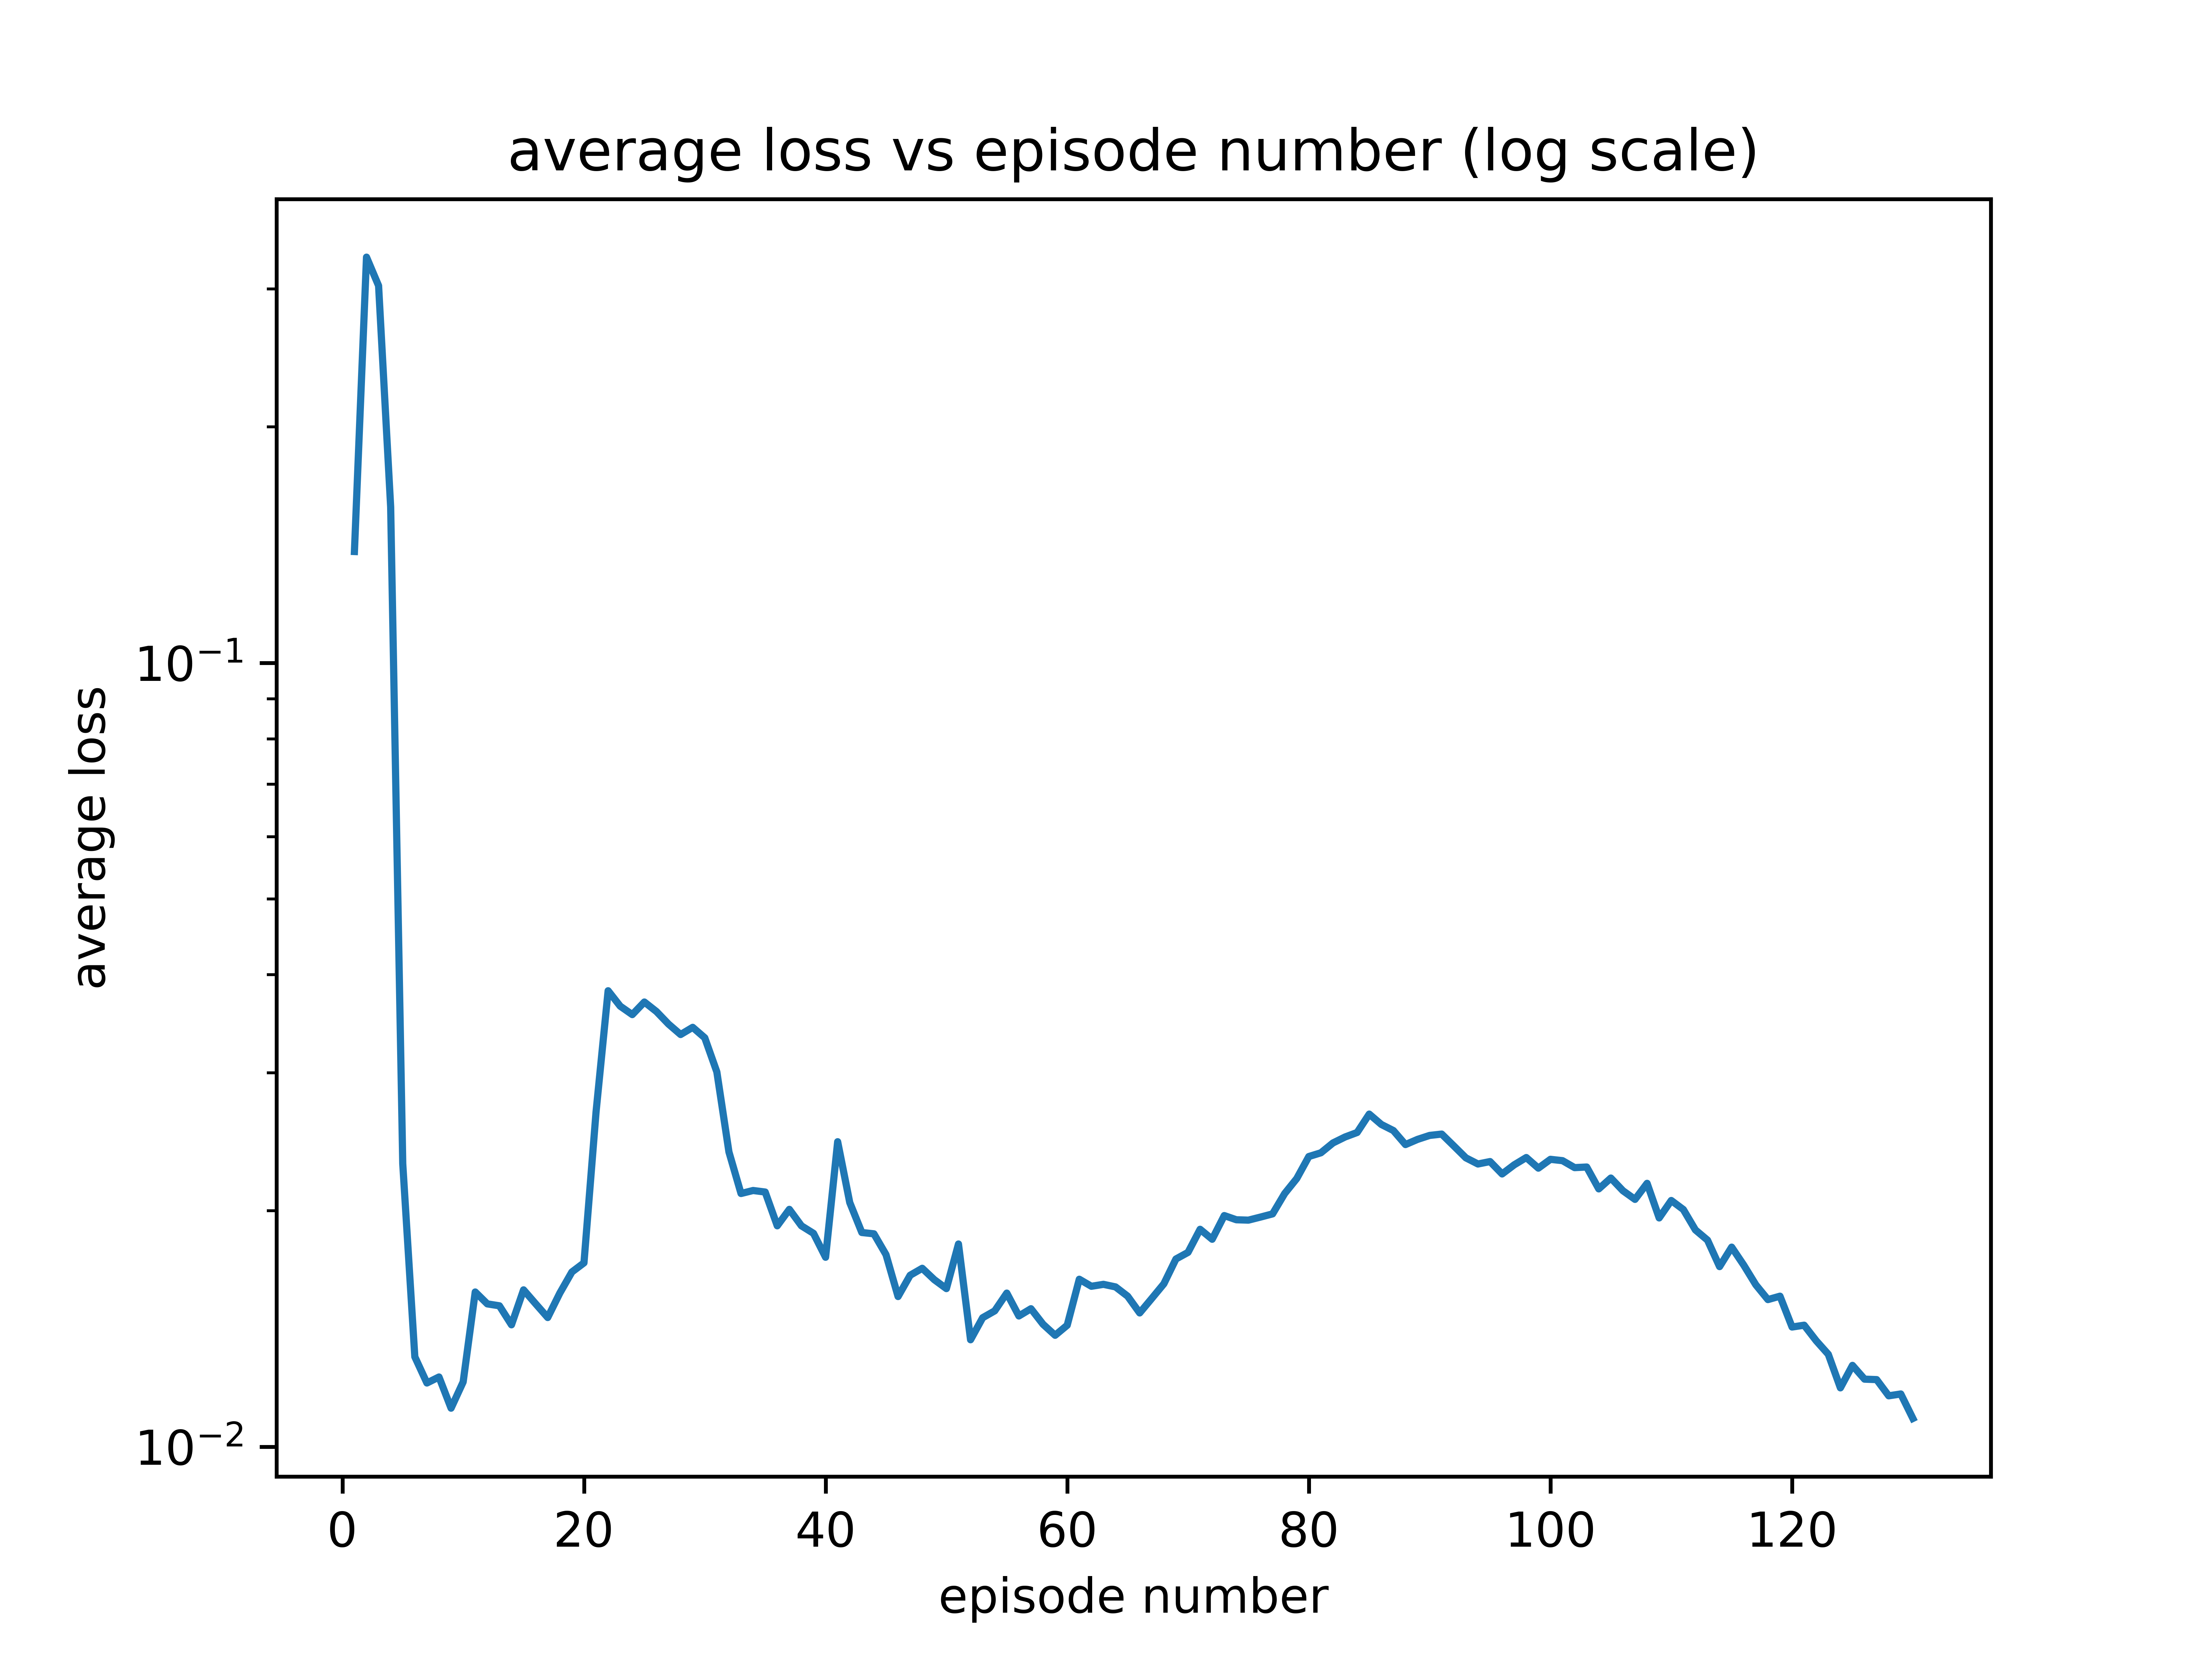 average loss vs episode number (log scale)
average loss
10⁻¹
10⁻²
0 20 40 60 80 100 120
episode number